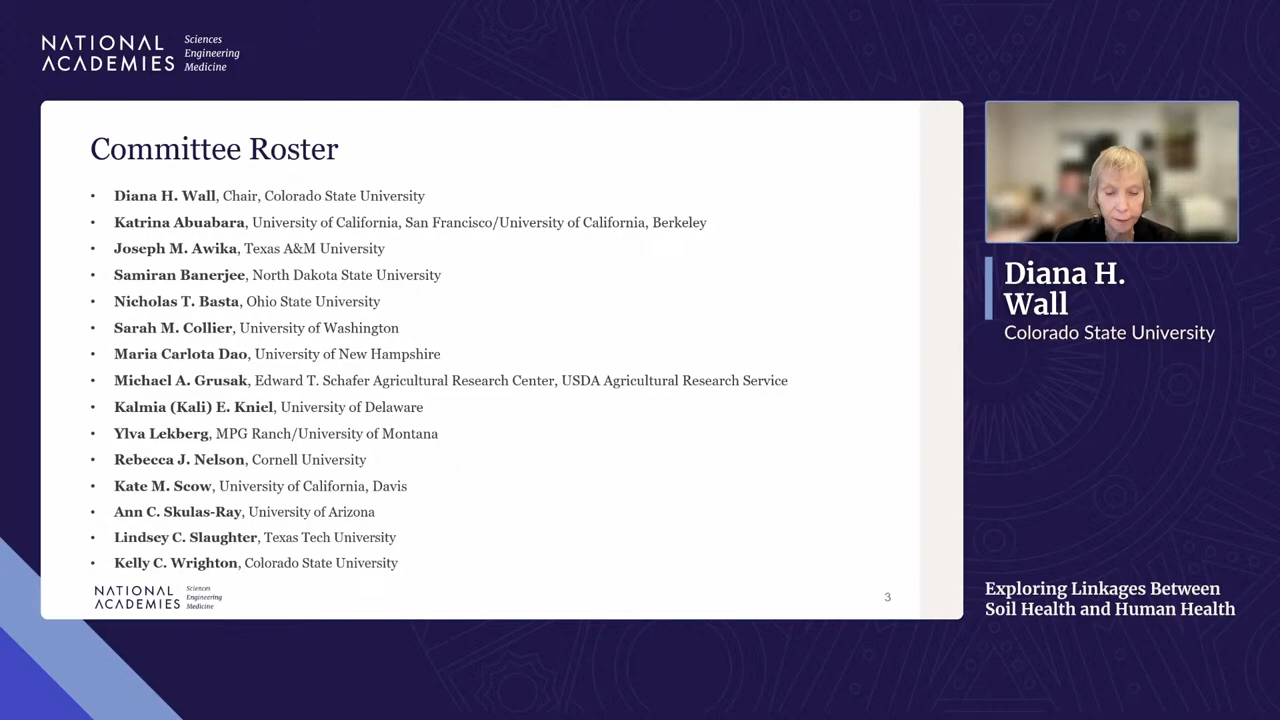 NATIONAL
ACADEMIES
Sciences
Engineering
Medicine
Committee Roster
• Diana H. Wall, Chair, Colorado State University
• Katrina Abuabara, University of California, San Francisco/University of California, Berkeley
• Joseph M. Awika, Texas A&M University
• Samiran Banerjee, North Dakota State University
• Nicholas T. Basta, Ohio State University
• Sarah M. Collier, University of Washington
• Maria Carlota Dao, University of New Hampshire
• Michael A. Grusak, Edward T. Schafer Agricultural Research Center, USDA Agricultural Research Service
• Kalmia (Kali) E. Kniel, University of Delaware
• Ylva Lekberg, MPG Ranch/University of Montana
• Rebecca J. Nelson, Cornell University
• Kate M. Scow, University of California, Davis
• Ann C. Skulas-Ray, University of Arizona
• Lindsey C. Slaughter, Texas Tech University
• Kelly C. Wrighton, Colorado State University
NATIONAL
ACADEMIES
Sciences
Engineering
Medicine
3
Diana H.
Wall
Colorado State University
Exploring Linkages Between
Soil Health and Human Health